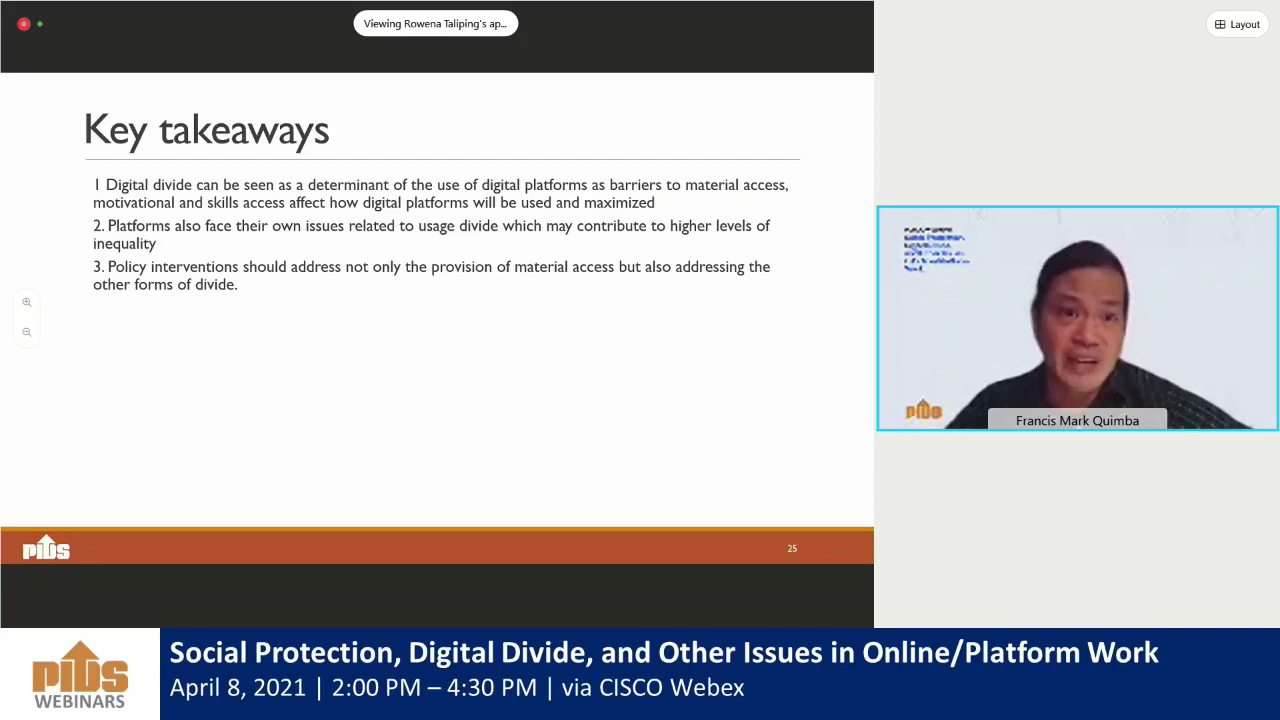 Viewing Rowena Taliping's ap...
Layout
Key takeaways
1 Digital divide can be seen as a determinant of the use of digital platforms as barriers to material access,
motivational and skills access affect how digital platforms will be used and maximized
2. Platforms also face their own issues related to usage divide which may contribute to higher levels of
inequality
3. Policy interventions should address not only the provision of material access but also addressing the
other forms of divide.
PIDS
Francis Mark Quimba
PIDS
25
PIDS
WEBINARS
Social Protection, Digital Divide, and Other Issues in Online/Platform Work
April 8, 2021 | 2:00 PM – 4:30 PM | via CISCO Webex